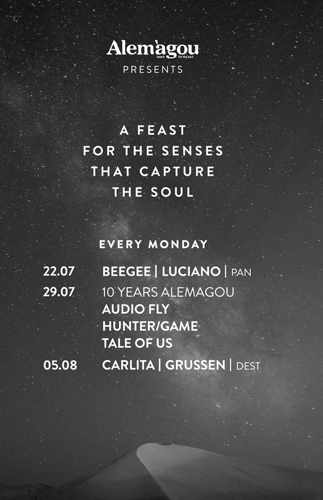 Alemàgou
PRESENTS
A FEAST
FOR THE SENSES
THAT CAPTURE
THE SOUL
EVERY MONDAY
22.07 BEEGEE | LUCIANO | PAN
29.07 10 YEARS ALEMAGOU
AUDIO FLY
HUNTER/GAME
TALE OF US
05.08 CARLITA | GRUSSEN | DEST